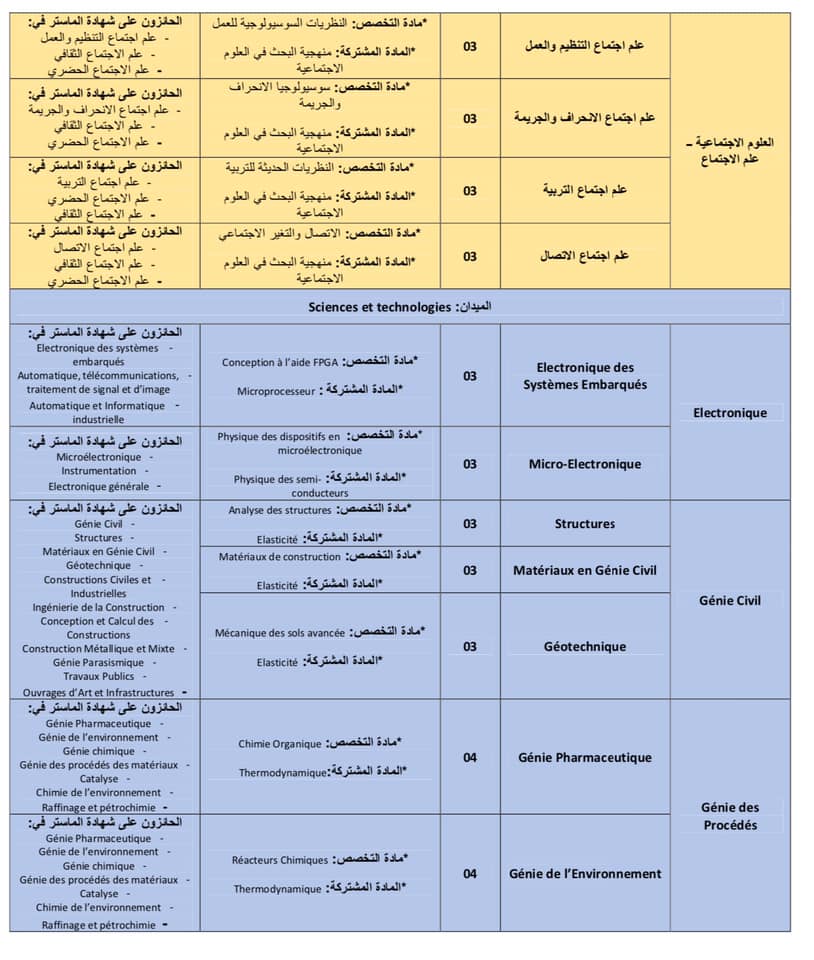 العلوم الاجتماعية –
علم الاجتماع
علم اجتماع التنظيم والعمل
03
*مادة التخصص: النظريات السوسيولوجية للعمل
*المادة المشتركة: منهجية البحث في العلوم
الاجتماعية
الحائزون على شهادة الماستر في:
- علم اجتماع التنظيم والعمل
- علم الاجتماع الثقافي
- علم الاجتماع الحضري
علم اجتماع الانحراف والجريمة
03
*مادة التخصص: سوسيولوجيا الانحراف
والجريمة
*المادة المشتركة: منهجية البحث في العلوم
الاجتماعية
الحائزون على شهادة الماستر في:
- علم اجتماع الانحراف والجريمة
- علم الاجتماع الثقافي
- علم الاجتماع الحضري
علم اجتماع التربية
03
*مادة التخصص: النظريات الحديثة للتربية
*المادة المشتركة: منهجية البحث في العلوم
الاجتماعية
الحائزون على شهادة الماستر في:
- علم اجتماع التربية
- علم الاجتماع الحضري
- علم الاجتماع الثقافي
علم اجتماع الاتصال
03
*مادة التخصص: الاتصال والتغير الاجتماعي
*المادة المشتركة: منهجية البحث في العلوم
الاجتماعية
الحائزون على شهادة الماستر في:
- علم اجتماع الاتصال
- علم الاجتماع الثقافي
- علم الاجتماع الحضري
الميدان: Sciences et technologies
Electronique
Electronique des
Systèmes Embarqués
03
*مادة التخصص: Conception à l’aide FPGA
*المادة المشتركة : Microprocesseur
الحائزون على شهادة الماستر في:
- Electronique des systèmes
embarqués
- Automatique, télécommunications,
traitement de signal et d’image
- Automatique et Informatique
industrielle
Micro-Electronique
03
*مادة التخصص: Physique des dispositifs en
microélectronique
*المادة المشتركة: Physique des semi-
conducteurs
الحائزون على شهادة الماستر في:
- Microélectronique
- Instrumentation
- Electronique générale
Génie Civil
Structures
03
*مادة التخصص: Analyse des structures
*المادة المشتركة: Elasticité
الحائزون على شهادة الماستر في:
- Génie Civil
- Structures
- Matériaux en Génie Civil
- Géotechnique
- Constructions Civiles et
Industrielles
- Ingénierie de la Construction
- Conception et Calcul des
Constructions
- Construction Métallique et Mixte
- Génie Parasismique
- Travaux Publics
- Ouvrages d’Art et Infrastructures
Matériaux en Génie Civil
03
*مادة التخصص: Matériaux de construction
*المادة المشتركة: Elasticité
Géotechnique
03
*مادة التخصص: Mécanique des sols avancée
*المادة المشتركة: Elasticité
Génie des
Procédés
Génie Pharmaceutique
04
*مادة التخصص: Chimie Organique
*المادة المشتركة:Thermodynamique
الحائزون على شهادة الماستر في:
- Génie Pharmaceutique
- Génie de l’environnement
- Génie chimique
- Génie des procédés des matériaux
- Catalyse
- Chimie de l’environnement
- Raffinage et pétrochimie
Génie de l’Environnement
04
*مادة التخصص: Réacteurs Chimiques
*المادة المشتركة: Thermodynamique
الحائزون على شهادة الماستر في:
- Génie Pharmaceutique
- Génie de l’environnement
- Génie chimique
- Génie des procédés des matériaux
- Catalyse
- Chimie de l’environnement
- Raffinage et pétrochimie